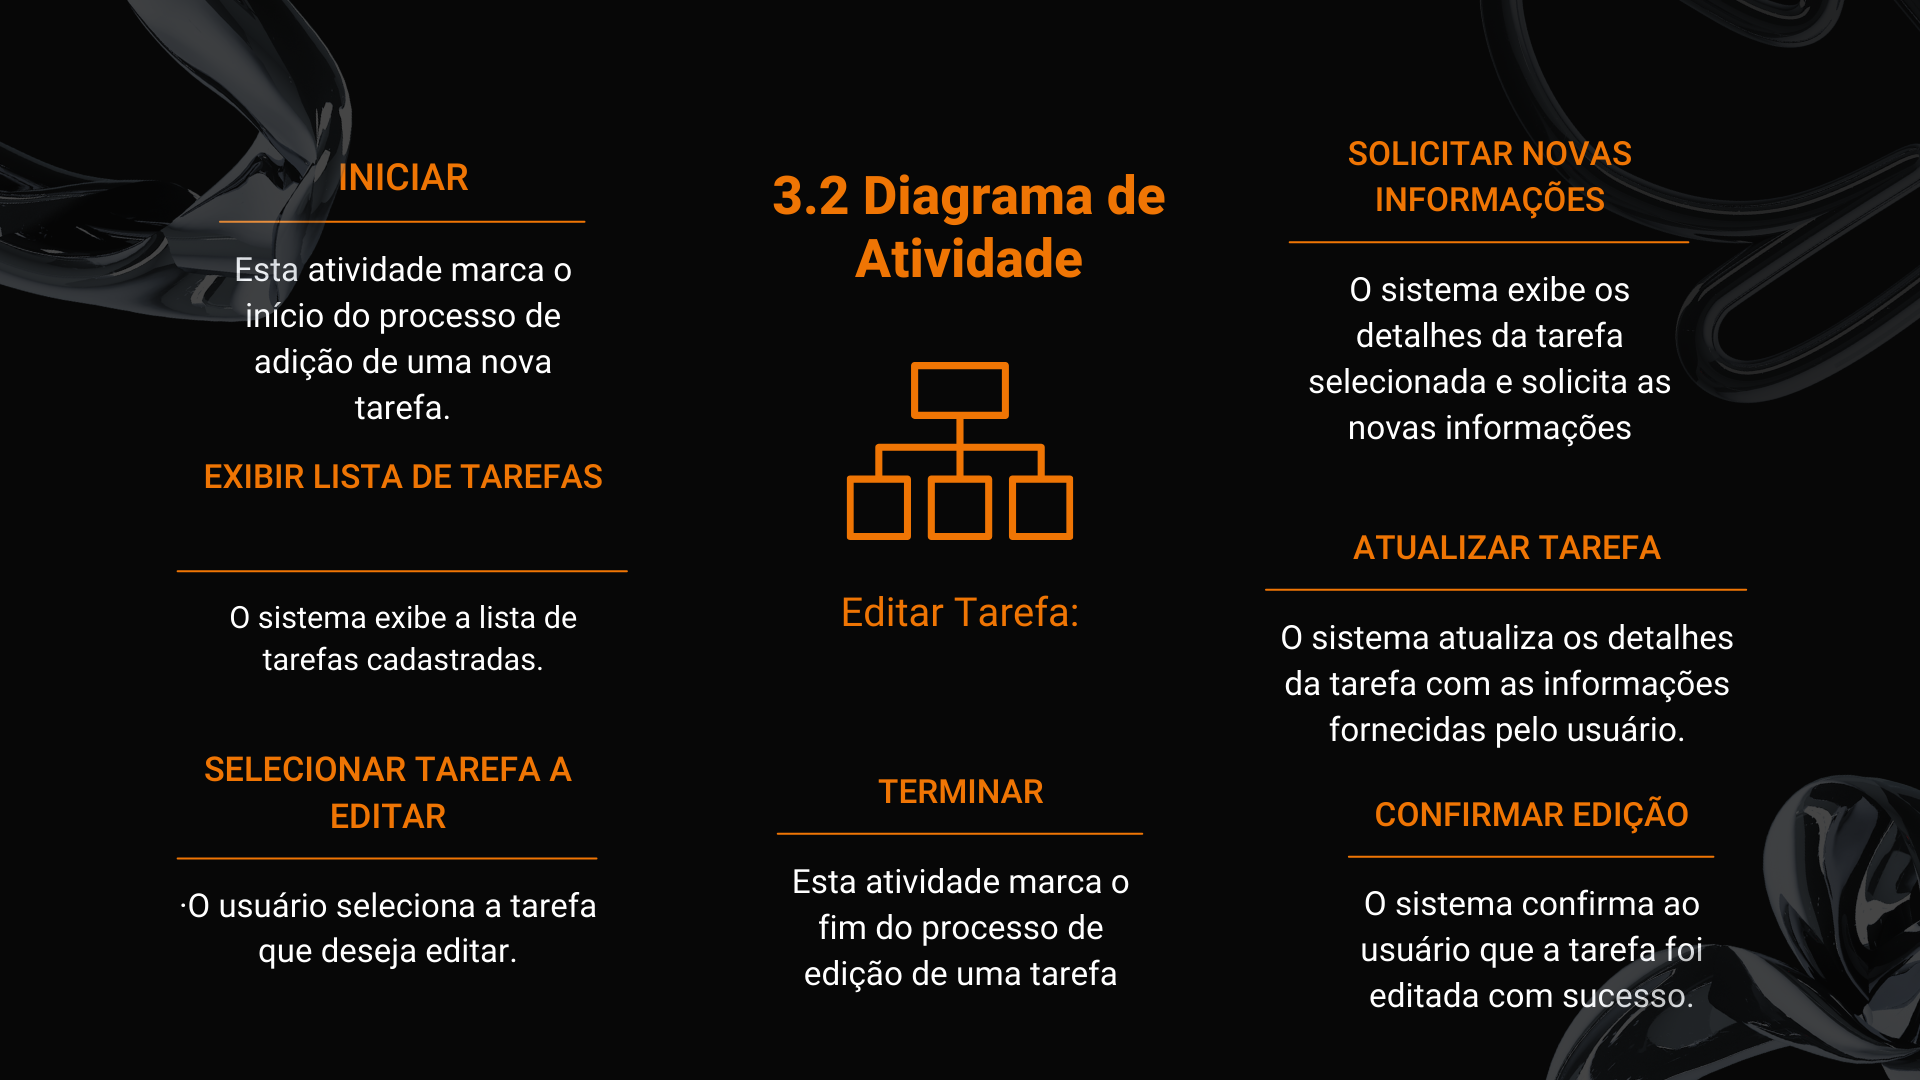 INICIAR
Esta atividade marca o
início do processo de
adição de uma nova
tarefa.
EXIBIR LISTA DE TAREFAS
O sistema exibe a lista de
tarefas cadastradas.
SELECIONAR TAREFA A
EDITAR
·O usuário seleciona a tarefa
que deseja editar.
3.2 Diagrama de
Atividade
Editar Tarefa:
TERMINAR
Esta atividade marca o
fim do processo de
edição de uma tarefa
SOLICITAR NOVAS
INFORMAÇÕES
O sistema exibe os
detalhes da tarefa
selecionada e solicita as
novas informações
ATUALIZAR TAREFA
O sistema atualiza os detalhes
da tarefa com as informações
fornecidas pelo usuário.
CONFIRMAR EDIÇÃO
O sistema confirma ao
usuário que a tarefa foi
editada com sucesso.